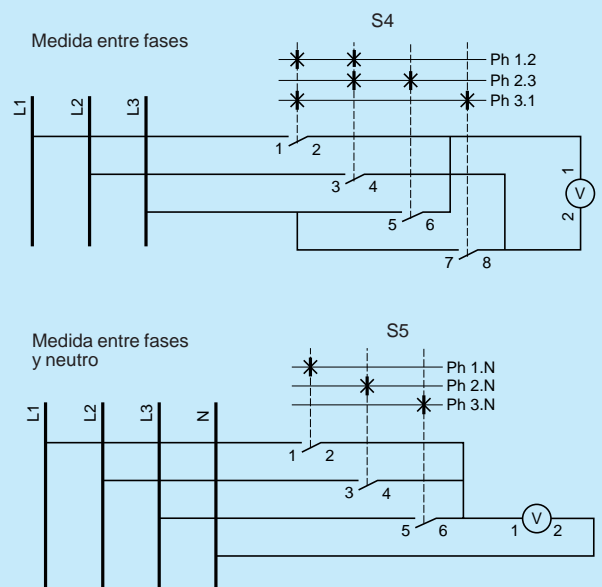 S4
Medida entre fases
Ph 1.2
Ph 2.3
Ph 3.1
L1
L2
L3
1 2
3 4
5 6
7 8
1
V
2
S5
Medida entre fases
y neutro
Ph 1.N
Ph 2.N
Ph 3.N
L1
L2
L3
N
1 2
3 4
5 6
1 V 2